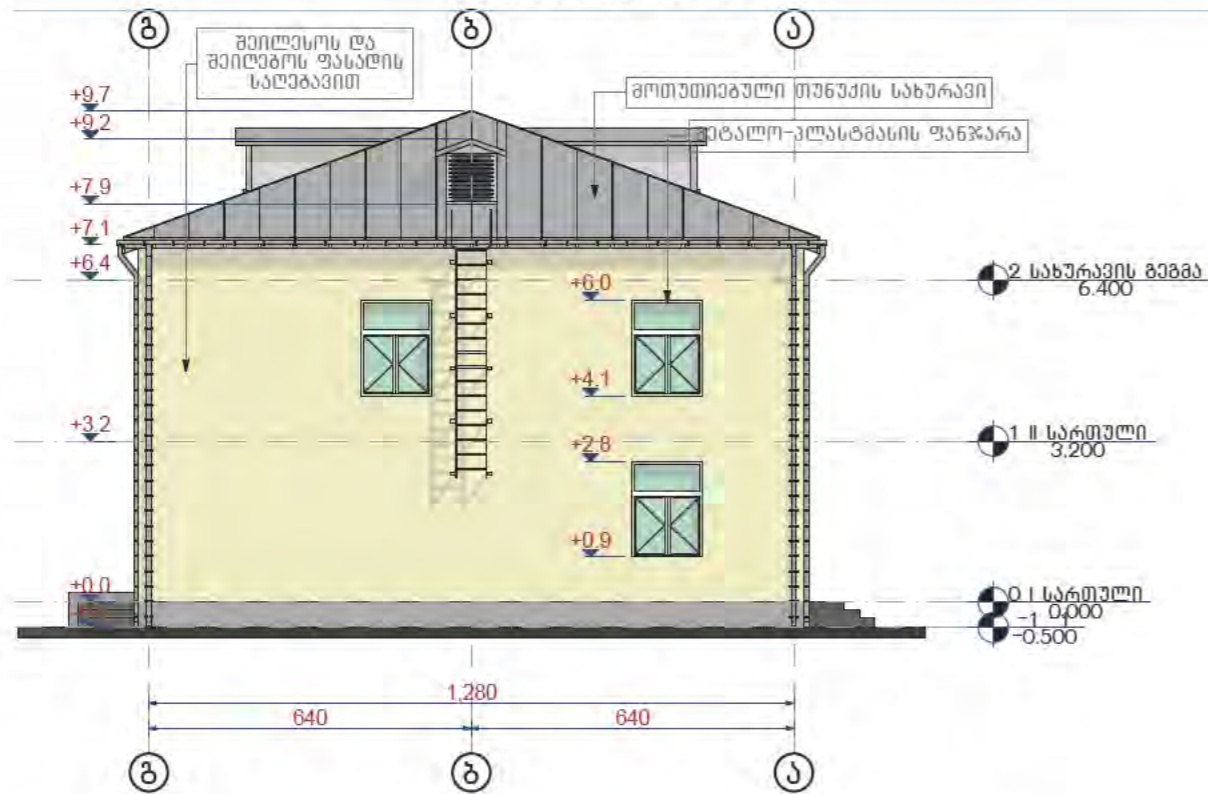 გ ბ ა
შეილესოს და
შეიღებოს ფასადის
საღებავით
+9.7
მოთუთიებული თუნუქის სახურავი
+9.2
მეტალო-პლასტმასის ფანჯარა
+7.9
+7.1
+6.4
2 სახურავის გეგმა
6.400
+6.0
+4.1
+3.2
1 II სართული
3.200
+2.8
+0.9
+0.0
0 I სართული
0.000
-1
-0.500
1,280
640 640
გ ბ ა